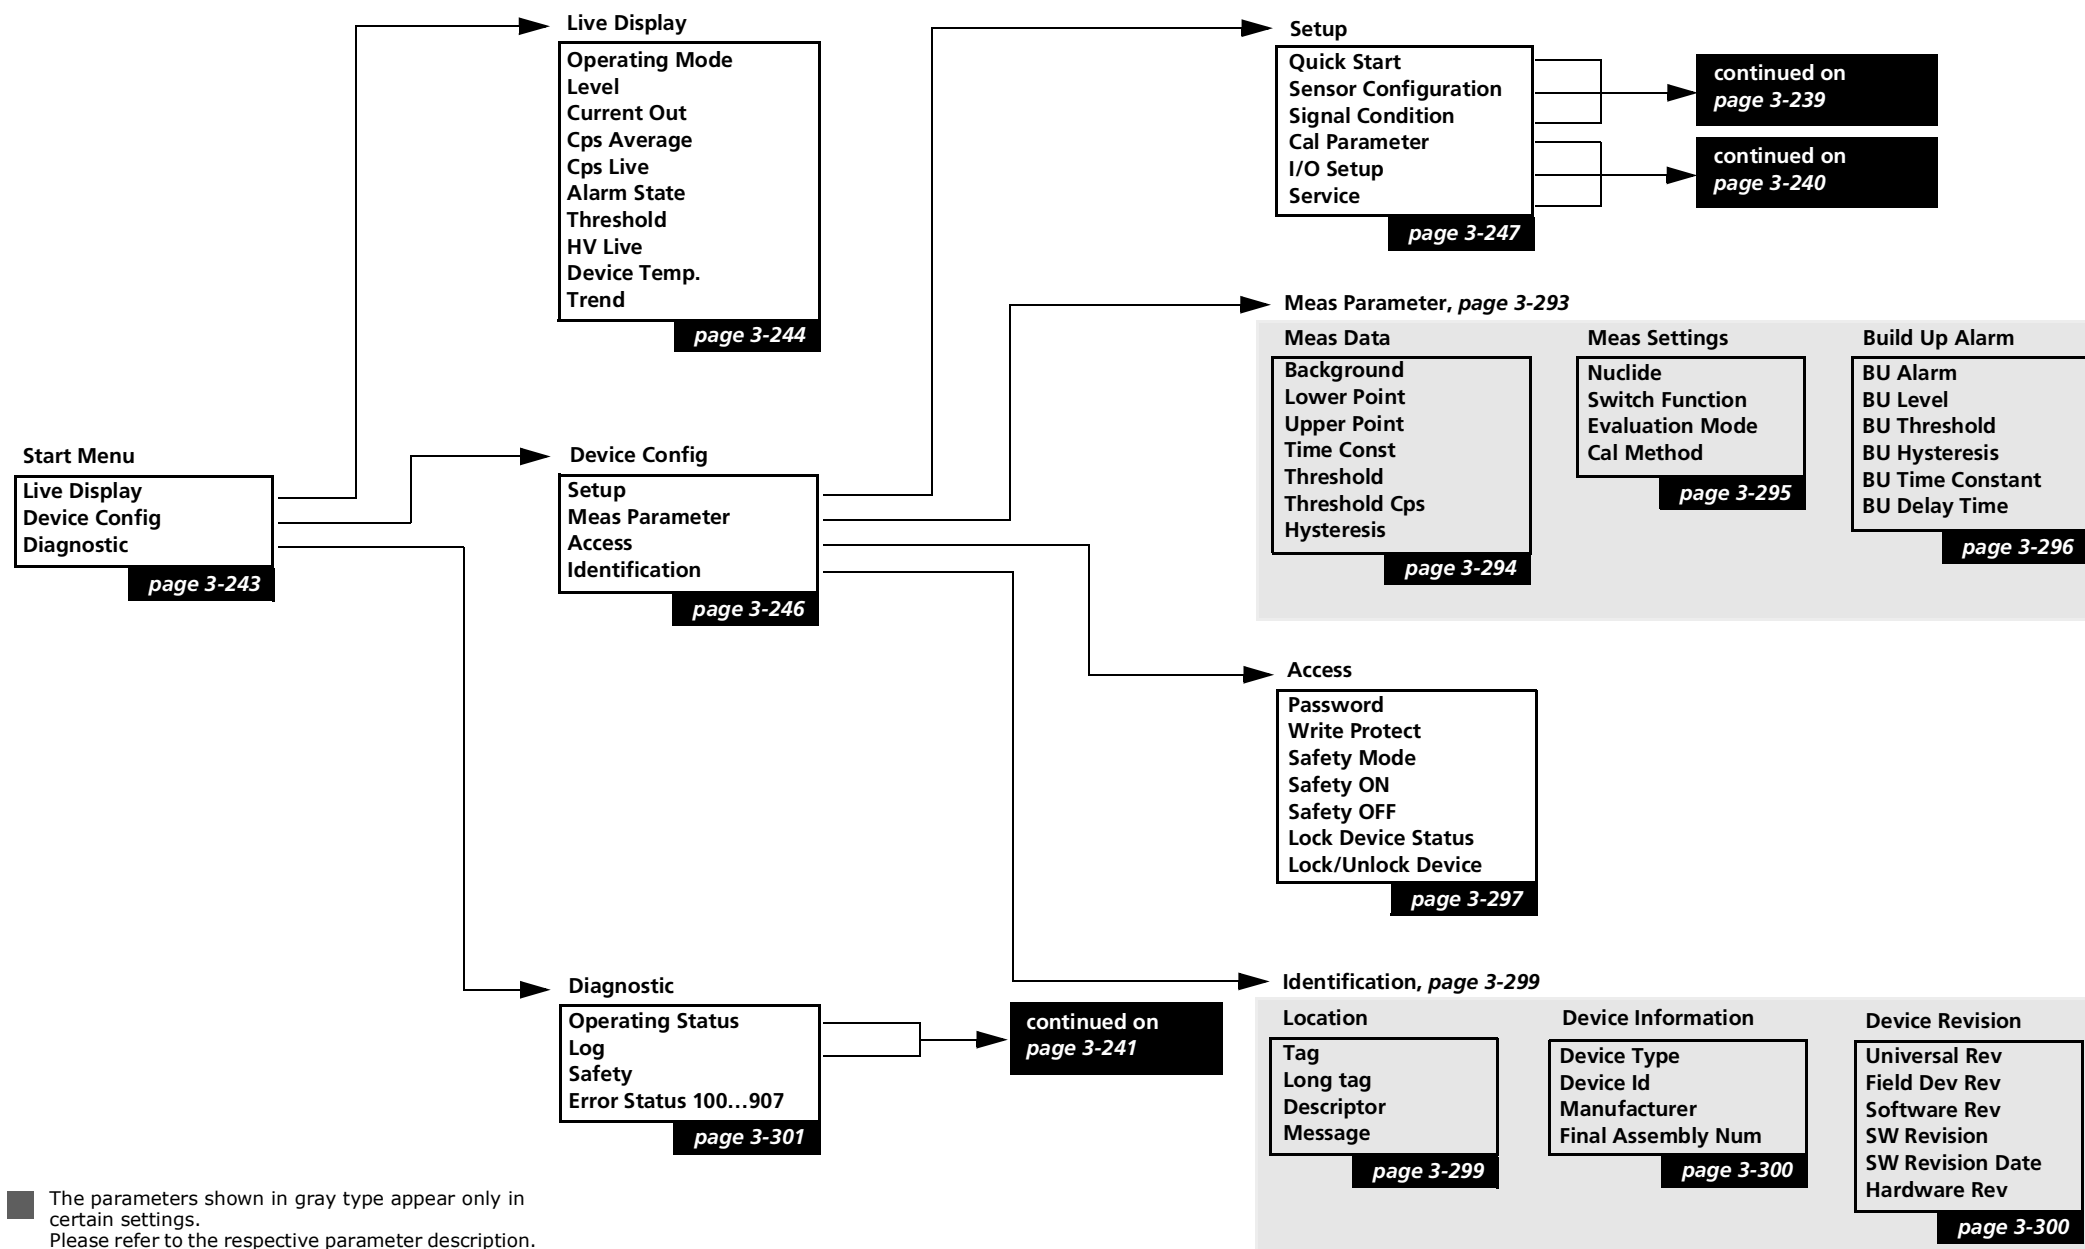 Start Menu
Live Display
Device Config
Diagnostic
page 3-243
Live Display
Operating Mode
Level
Current Out
Cps Average
Cps Live
Alarm State
Threshold
HV Live
Device Temp.
Trend
page 3-244
Device Config
Setup
Meas Parameter
Access
Identification
page 3-246
Diagnostic
Operating Status
Log
Safety
Error Status 100...907
page 3-301
continued on
page 3-241
Setup
Quick Start
Sensor Configuration
Signal Condition
Cal Parameter
I/O Setup
Service
page 3-247
continued on
page 3-239
continued on
page 3-240
Meas Parameter, page 3-293
Meas Data
Background
Lower Point
Upper Point
Time Const
Threshold
Threshold Cps
Hysteresis
page 3-294
Meas Settings
Nuclide
Switch Function
Evaluation Mode
Cal Method
page 3-295
Build Up Alarm
BU Alarm
BU Level
BU Threshold
BU Hysteresis
BU Time Constant
BU Delay Time
page 3-296
Access
Password
Write Protect
Safety Mode
Safety ON
Safety OFF
Lock Device Status
Lock/Unlock Device
page 3-297
Identification, page 3-299
Location
Tag
Long tag
Descriptor
Message
page 3-299
Device Information
Device Type
Device Id
Manufacturer
Final Assembly Num
page 3-300
Device Revision
Universal Rev
Field Dev Rev
Software Rev
SW Revision
SW Revision Date
Hardware Rev
page 3-300
The parameters shown in gray type appear only in
certain settings.
Please refer to the respective parameter description.